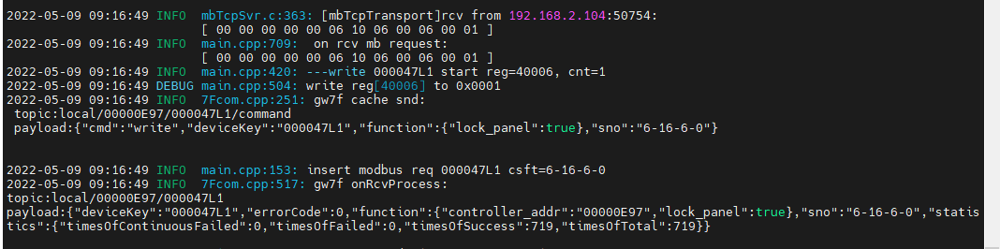 2022-05-09 09:16:49 INFO  mbTcpSvr.c:363: [mbTcpTransport]rcv from 192.168.2.104:50754:
[ 00 00 00 00 00 06 10 06 00 06 00 01 ]
2022-05-09 09:16:49 INFO  main.cpp:709:  on rcv mb request:
[ 00 00 00 00 00 06 10 06 00 06 00 01 ]
2022-05-09 09:16:49 INFO  main.cpp:420: ---write 000047L1 start reg=40006, cnt=1
2022-05-09 09:16:49 DEBUG main.cpp:504: write reg[40006] to 0x0001
2022-05-09 09:16:49 INFO  7Fcom.cpp:251: gw7f cache snd:
topic:local/00000E97/000047L1/command
payload:{"cmd":"write","deviceKey":"000047L1","function":{"lock_panel":true},"sno":"6-16-6-0"}
2022-05-09 09:16:49 INFO  main.cpp:153: insert modbus req 000047L1 csft=6-16-6-0
2022-05-09 09:16:49 INFO  7Fcom.cpp:517: gw7f onRcvProcess:
topic:local/00000E97/000047L1
payload:{"deviceKey":"000047L1","errorCode":0,"function":{"controller_addr":"00000E97","lock_panel":true},"sno":"6-16-6-0","statis
tics":{"timesOfContinuousFailed":0,"timesOfFailed":0,"timesOfSuccess":719,"timesOfTotal":719}}